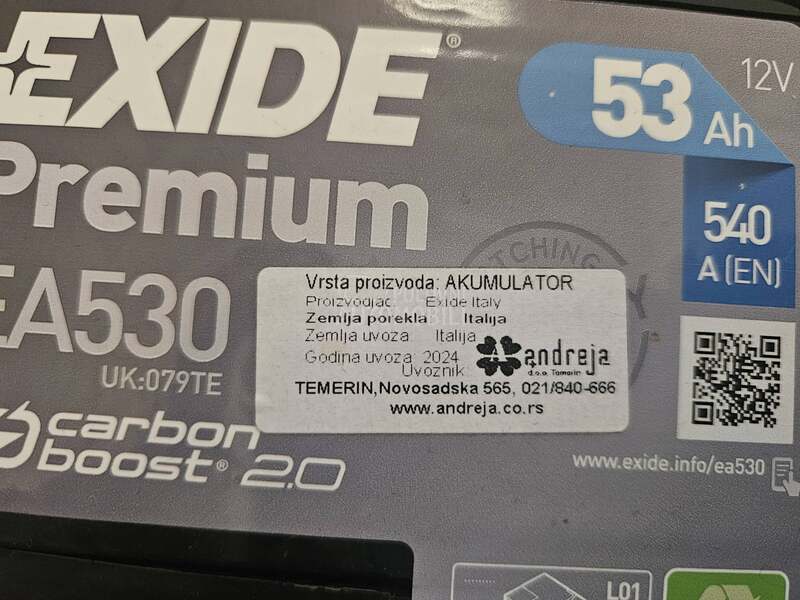 EXIDE®
Premium
EA530
UK:079TE
carbon
boost® 2.0
53 Ah
12V
540
A (EN)
Vrsta proizvoda: AKUMULATOR
Proizvodjac: Exide Italy
Zemlja porekla Italija
Zemlja uvoza: Italija
Godina uvoza: 2024
Uvoznik: andreja
d.o.o. Temerin
TEMERIN,Novosadska 565, 021/840-666
www.andreja.co.rs
www.exide.info/ea530
L01